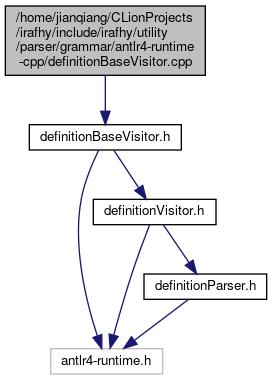 /home/jianqiang/CLionProjects
/irafhy/include/irafhy/utility
/parser/grammar/antlr4-runtime
-cpp/definitionBaseVisitor.cpp
definitionBaseVisitor.h
definitionVisitor.h
definitionParser.h
antlr4-runtime.h